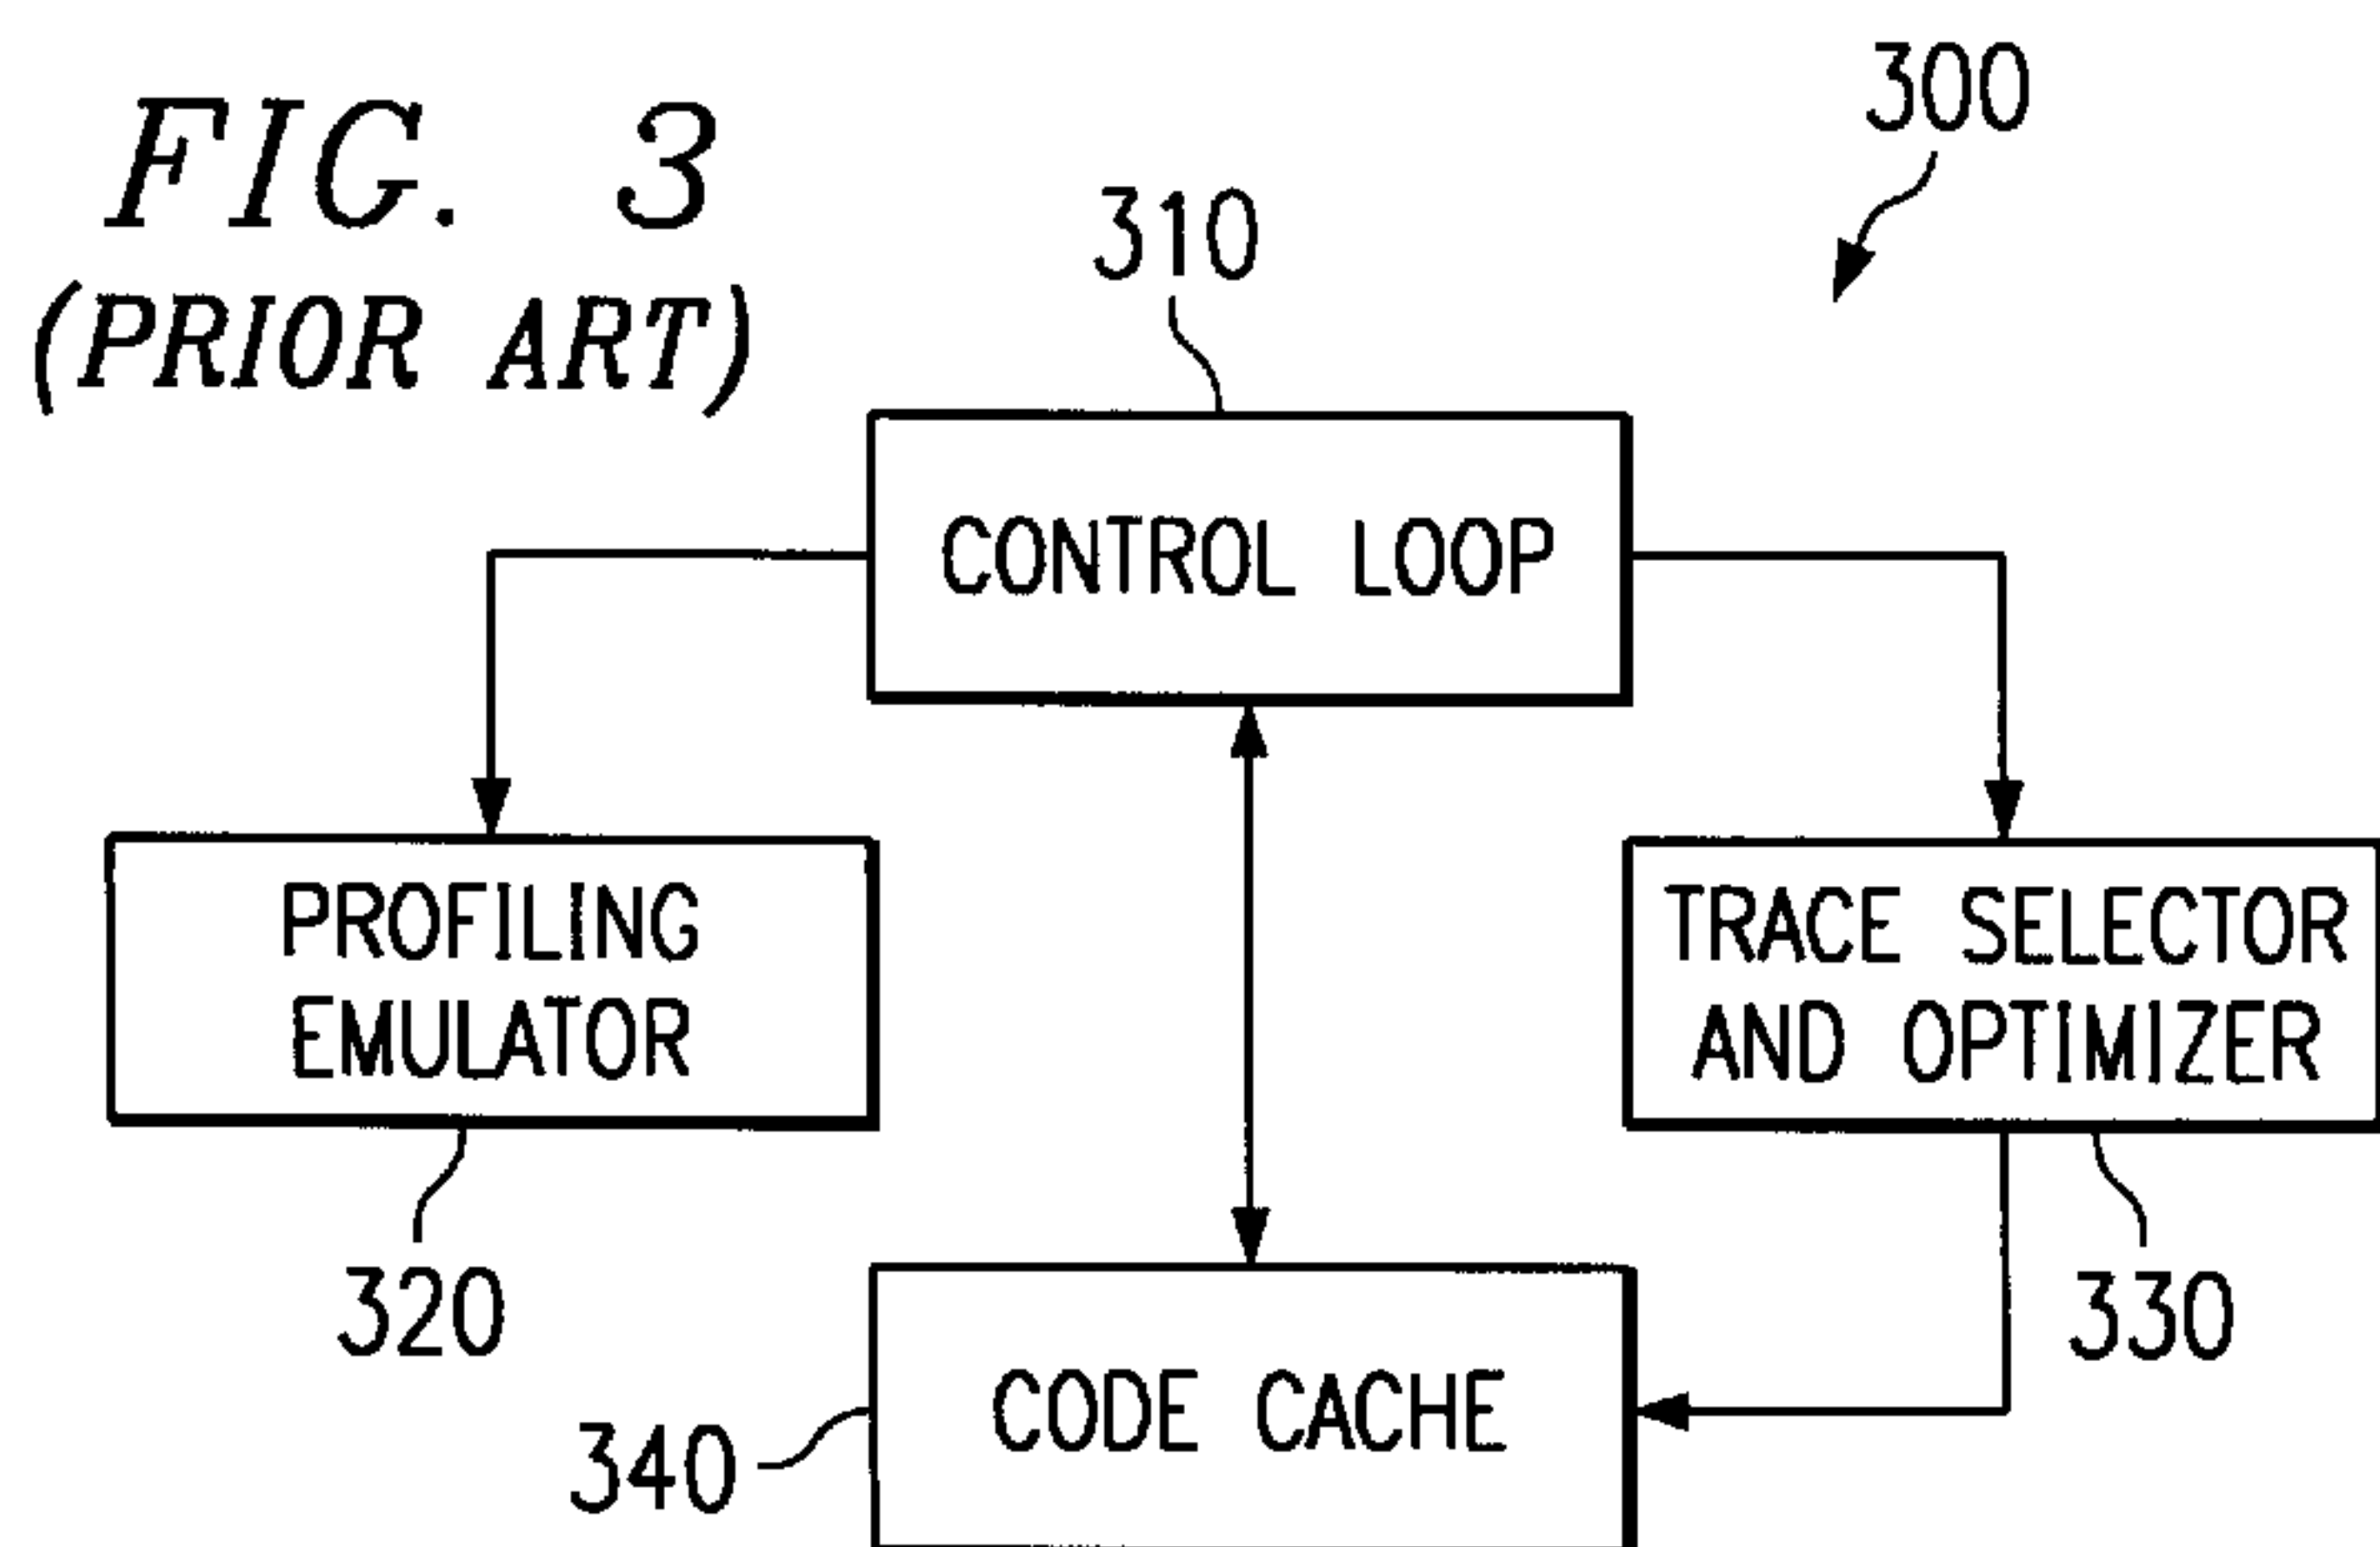 FIG. 3
(PRIOR ART)
300
310
CONTROL LOOP
PROFILING
EMULATOR
TRACE SELECTOR
AND OPTIMIZER
320
330
CODE CACHE
340